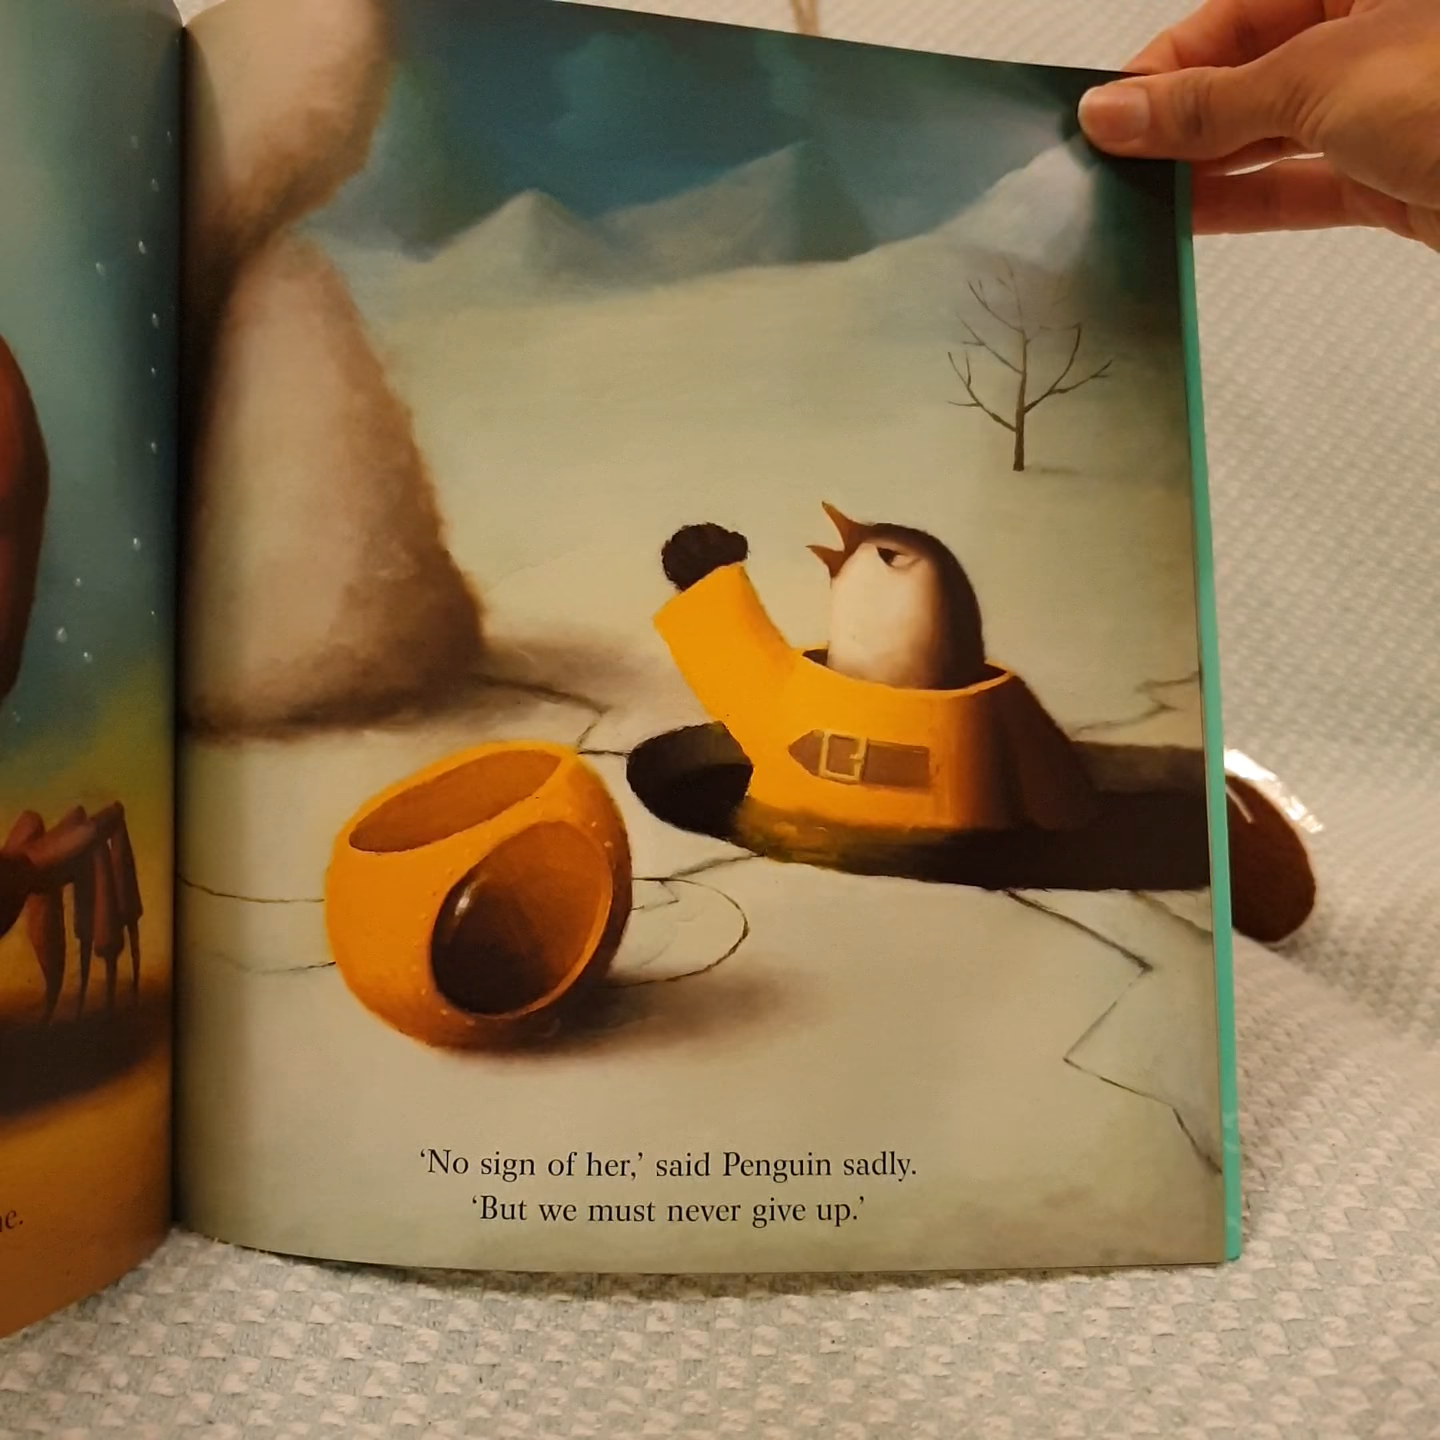 ‘No sign of her,’ said Penguin sadly.
‘But we must never give up.’